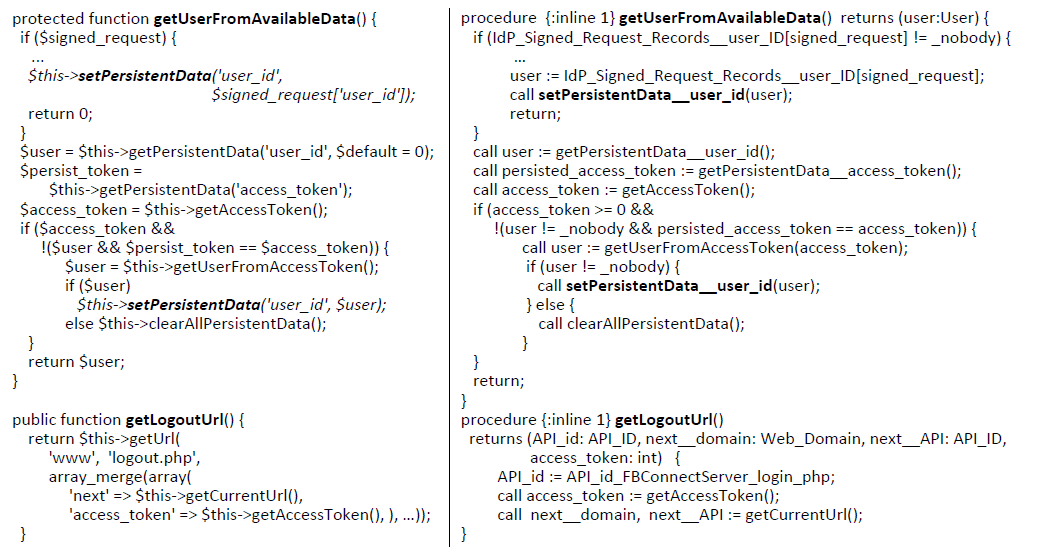 protected function getUserFromAvailableData() {
if ($signed_request) {
...
$this->setPersistentData('user_id',
$signed_request['user_id']);
return 0;
}
$user = $this->getPersistentData('user_id', $default = 0);
$persist_token =
$this->getPersistentData('access_token');
$access_token = $this->getAccessToken();
if ($access_token &&
!($user && $persist_token == $access_token)) {
$user = $this->getUserFromAccessToken();
if ($user)
$this->setPersistentData('user_id', $user);
else $this->clearAllPersistentData();
}
return $user;
}
public function getLogoutUrl() {
return $this->getUrl(
'www', 'logout.php',
array_merge(array(
'next' => $this->getCurrentUrl(),
'access_token' => $this->getAccessToken(), ), ...));
}
procedure {:inline 1} getUserFromAvailableData() returns (user:User) {
if (IdP_Signed_Request_Records__user_ID[signed_request] != _nobody) {
...
user := IdP_Signed_Request_Records__user_ID[signed_request];
call setPersistentData__user_id(user);
return;
}
call user := getPersistentData__user_id();
call persisted_access_token := getPersistentData__access_token();
call access_token := getAccessToken();
if (access_token >= 0 &&
!(user != _nobody && persisted_access_token == access_token)) {
call user := getUserFromAccessToken(access_token);
if (user != _nobody) {
call setPersistentData__user_id(user);
} else {
call clearAllPersistentData();
}
}
return;
}
procedure {:inline 1} getLogoutUrl()
returns (API_id: API_ID, next__domain: Web_Domain, next__API: API_ID,
access_token: int) {
API_id := API_id_FBConnectServer_login_php;
call access_token := getAccessToken();
call next__domain, next__API := getCurrentUrl();
}